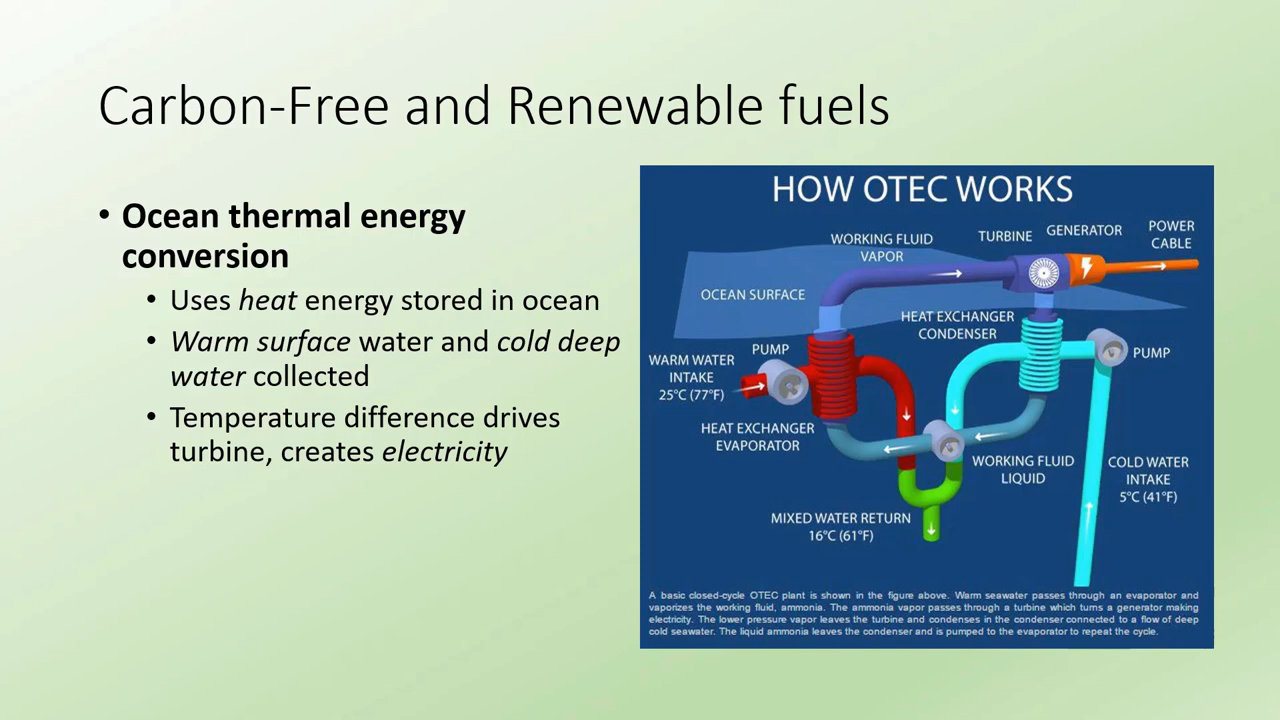 Carbon-Free and Renewable fuels
• Ocean thermal energy
conversion
• Uses heat energy stored in ocean
• Warm surface water and cold deep
water collected
• Temperature difference drives
turbine, creates electricity
HOW OTEC WORKS
WORKING FLUID
VAPOR
TURBINE
GENERATOR
POWER
CABLE
OCEAN SURFACE
HEAT EXCHANGER
CONDENSER
PUMP
PUMP
WARM WATER
INTAKE
25°C (77°F)
HEAT EXCHANGER
EVAPORATOR
WORKING FLUID
LIQUID
COLD WATER
INTAKE
5°C (41°F)
MIXED WATER RETURN
16°C (61°F)
A basic closed-cycle OTEC plant is shown in the figure above. Warm seawater passes through an evaporator and
vaporizes the working fluid, ammonia. The ammonia vapor passes through a turbine which turns a generator making
electricity. The lower pressure vapor leaves the turbine and condenses in the condenser connected to a flow of deep
cold seawater. The liquid ammonia leaves the condenser and is pumped to the evaporator to repeat the cycle.